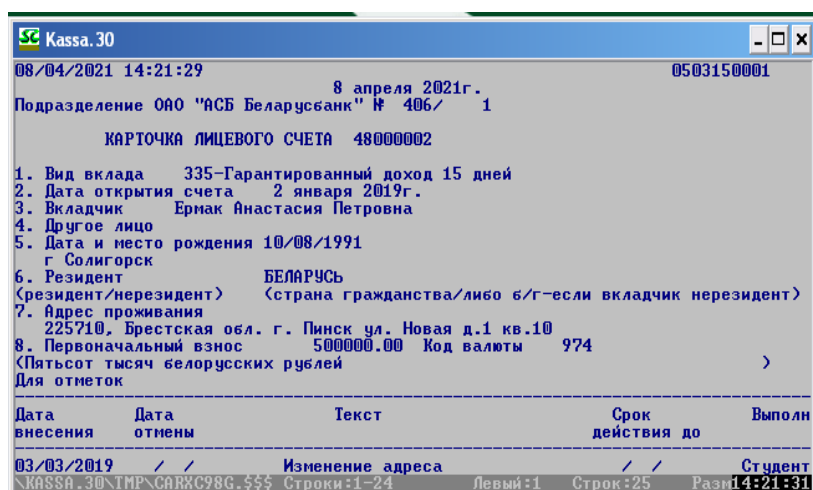 Kassa.30
08/04/2021 14:21:29 0503150001
8 апреля 2021г.
Подразделение ОАО "АСБ Беларусбанк" № 406/ 1
КАРТОЧКА ЛИЦЕВОГО СЧЕТА 48000002
1. Вид вклада 335-Гарантированный доход 15 дней
2. Дата открытия счета 2 января 2019г.
3. Вкладчик Ермак Анастасия Петровна
4. Другое лицо
5. Дата и место рождения 10/08/1991
г Солигорск
6. Резидент БЕЛАРУСЬ
(резидент/нерезидент) (страна гражданства/либо б/г-если вкладчик нерезидент)
7. Адрес проживания
225710, Брестская обл. г. Пинск ул. Новая д.1 кв.10
8. Первоначальный взнос 500000.00 Код валюты 974
(Пятьсот тысяч белорусских рублей )
Для отметок
Дата Дата Текст Срок Выполн
внесения отмены действия до
03/03/2019 / / Изменение адреса / / Студент
\KASSA.30\TMP\CARXC98G.$$$ Строки:1-24 Левый:1 Строк:25 Разм14:21:31